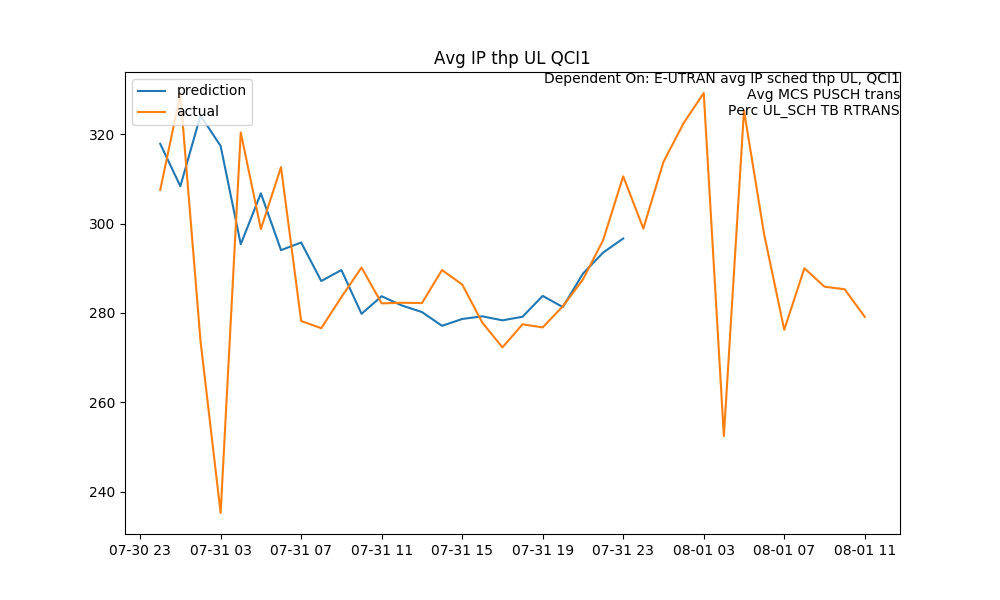 Avg IP thp UL QCI1
Dependent On: E-UTRAN avg IP sched thp UL, QCI1
Avg MCS PUSCH trans
Perc UL_SCH TB RTRANS
prediction
actual
320
300
280
260
240
07-30 23 07-31 03 07-31 07 07-31 11 07-31 15 07-31 19 07-31 23 08-01 03 08-01 07 08-01 11